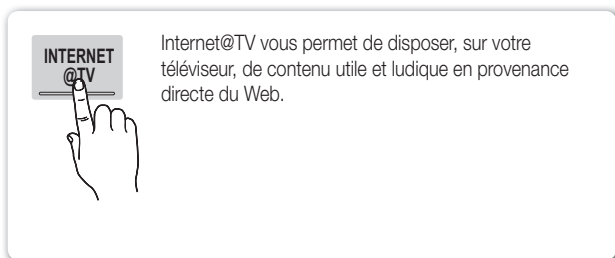 INTERNET
@TV
Internet@TV vous permet de disposer, sur votre
téléviseur, de contenu utile et ludique en provenance
directe du Web.